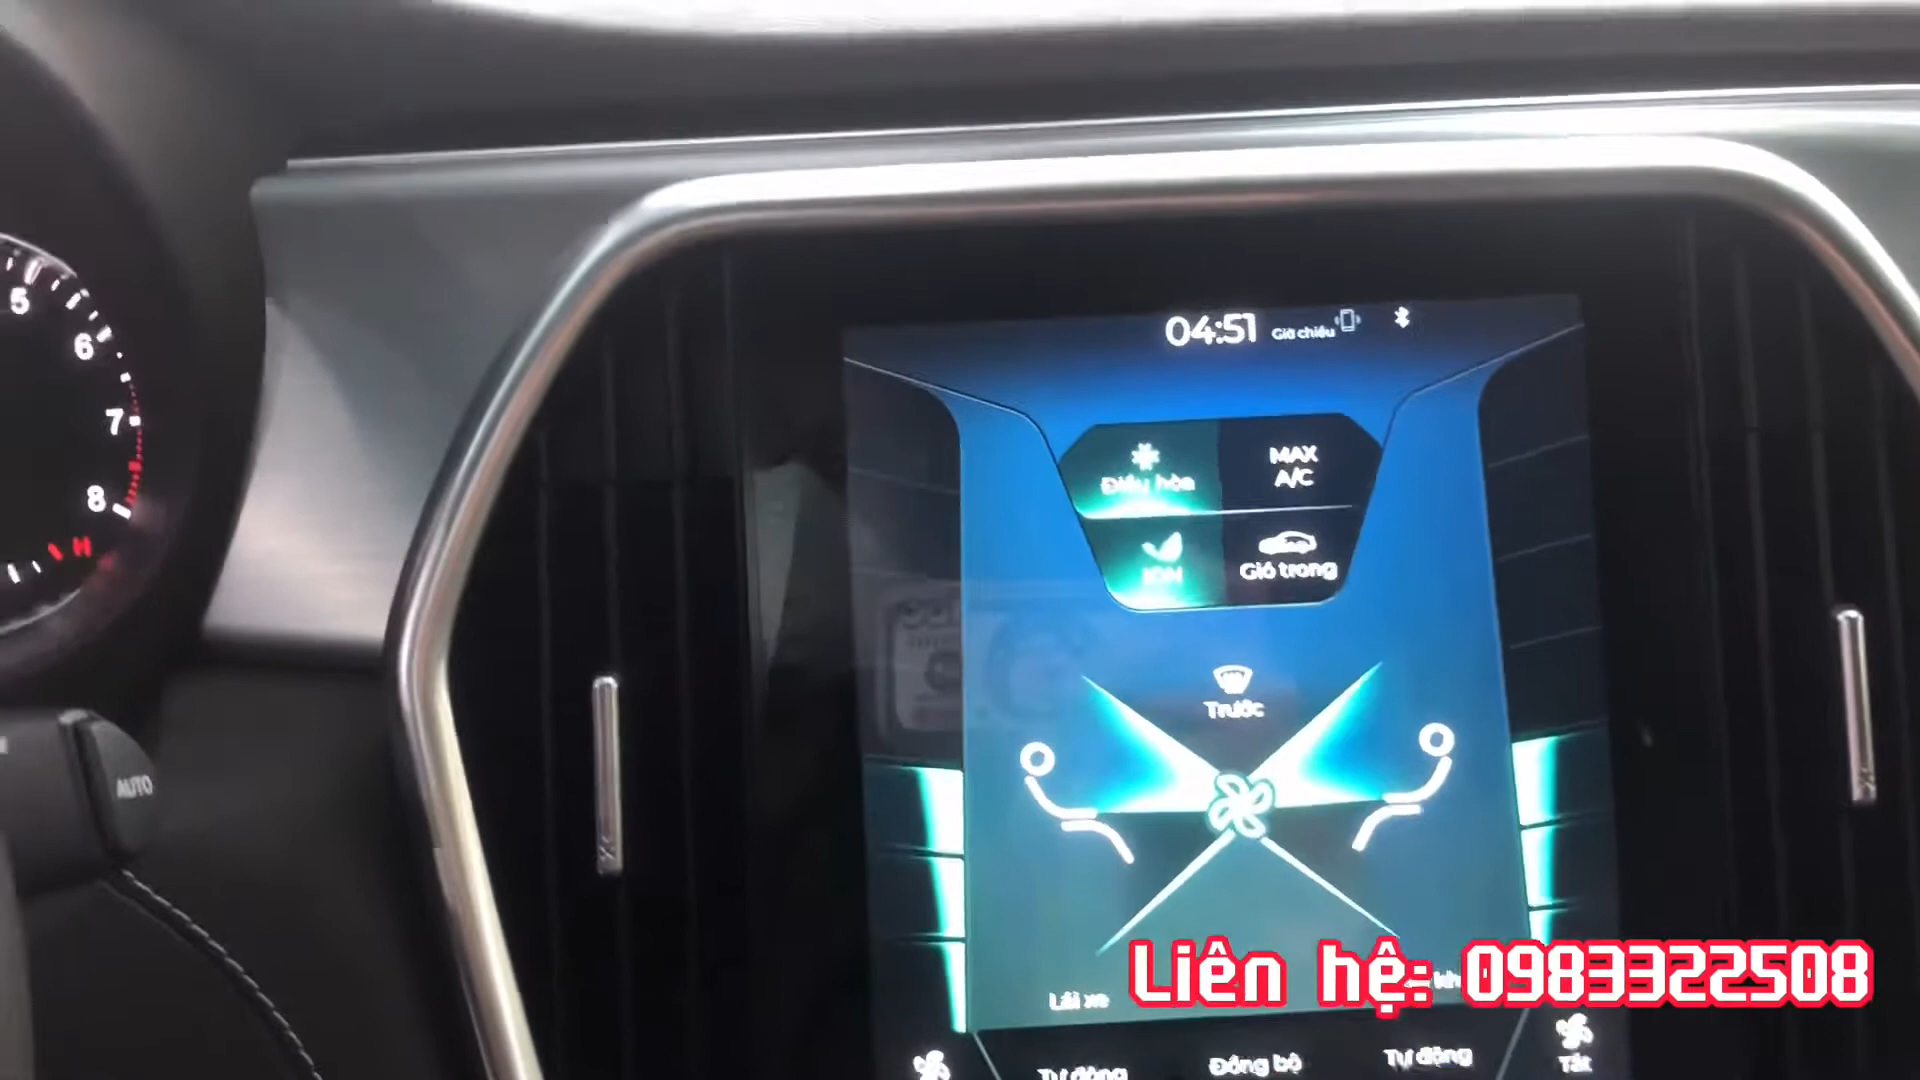 04:51 Giờ chiều
5
6
7
8
H
Điều hòa
MAX
A/C
ION
Gió trong
Trước
AUTO
Liên hệ: 0983322508
Lái xe
Tự động
Đồng bộ
Tự động
Tắt